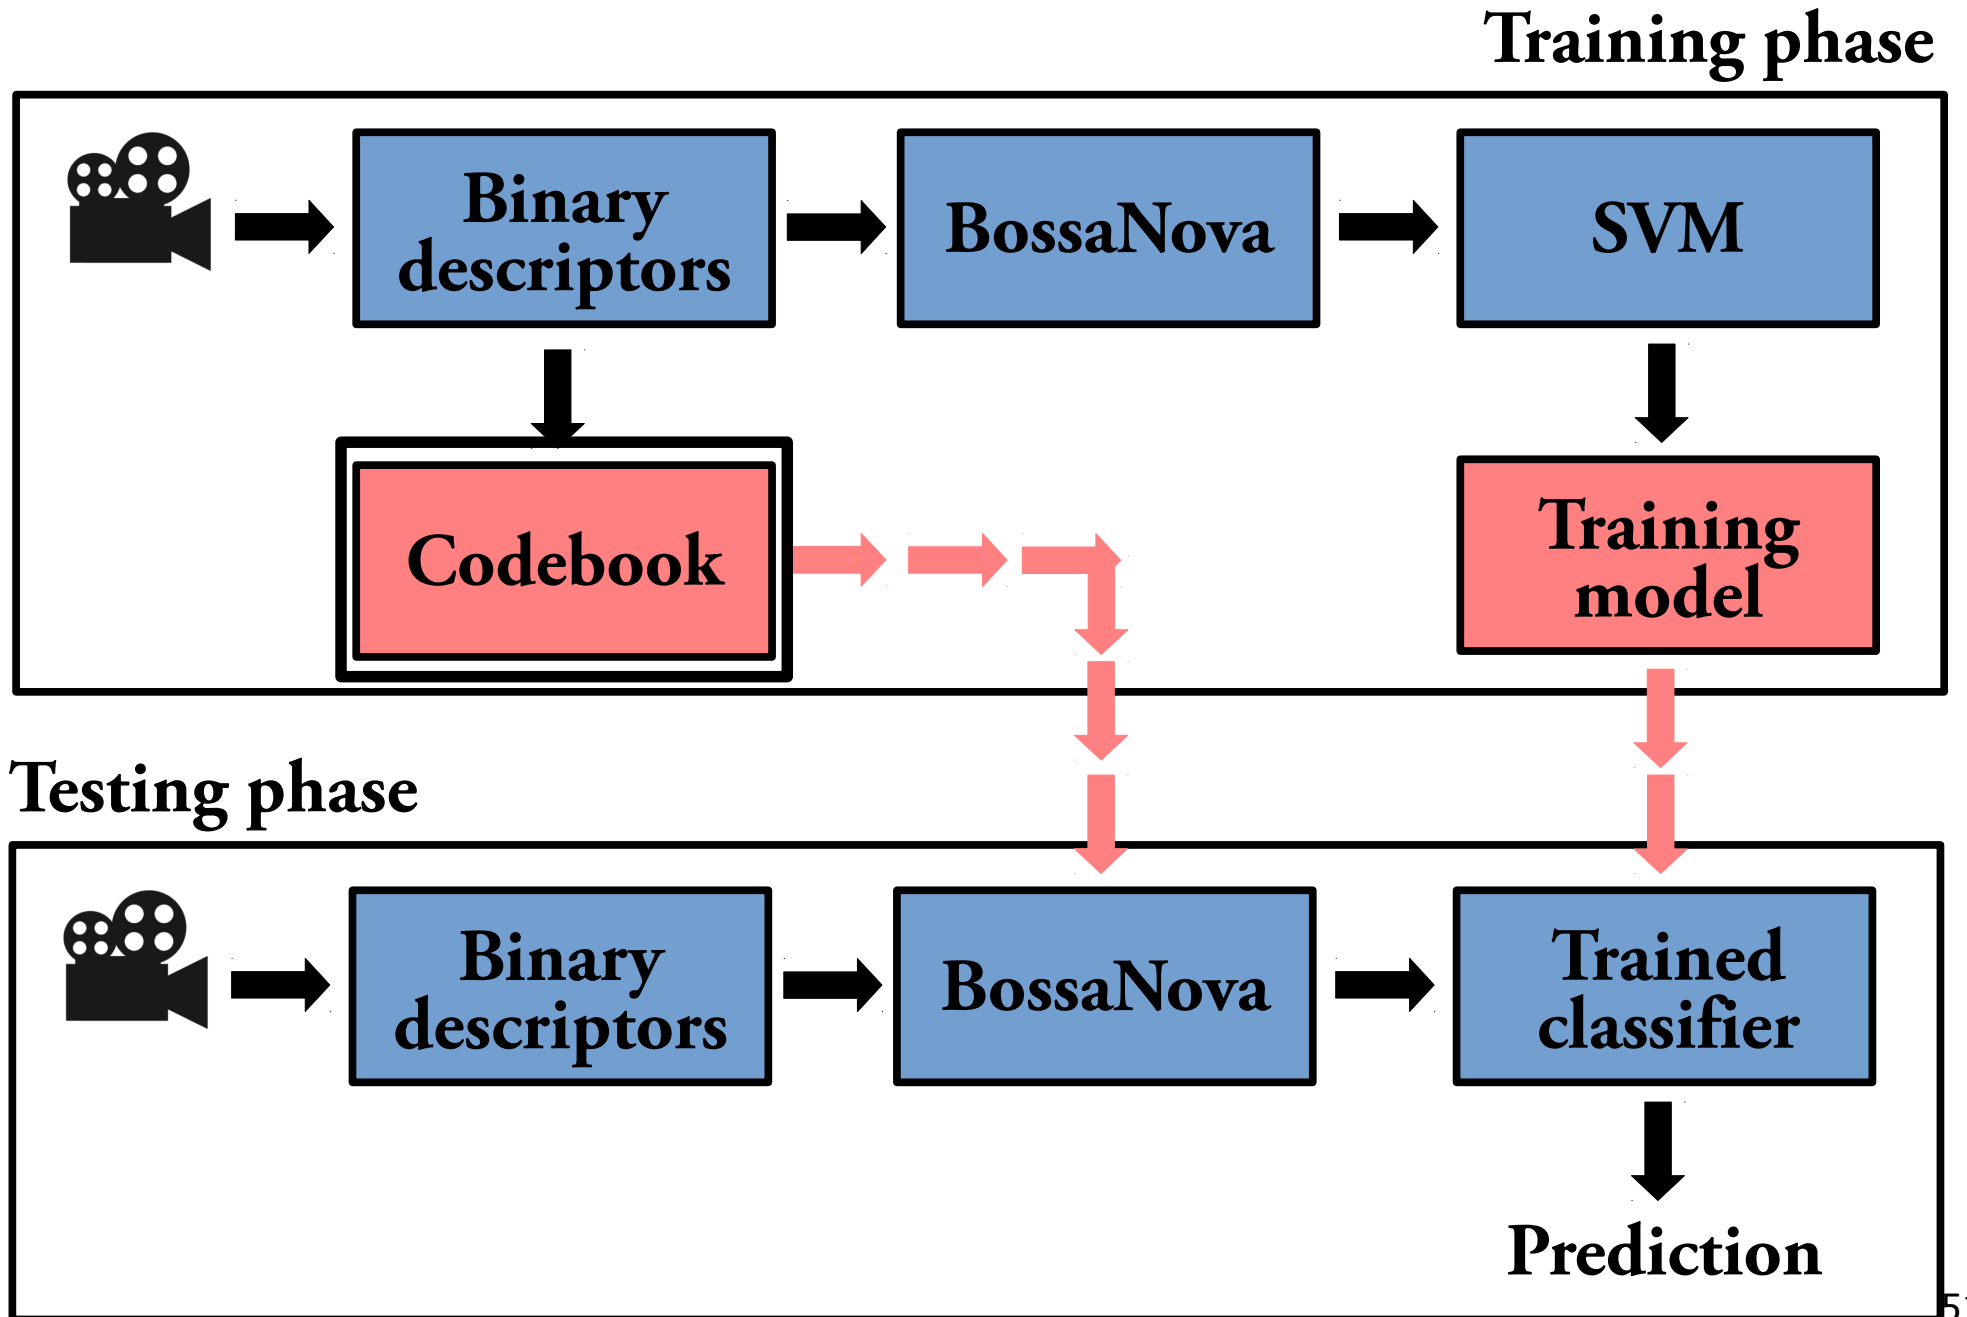 Training phase
Binary
descriptors
BossaNova
SVM
Codebook
Training
model
Testing phase
Binary
descriptors
BossaNova
Trained
classifier
Prediction